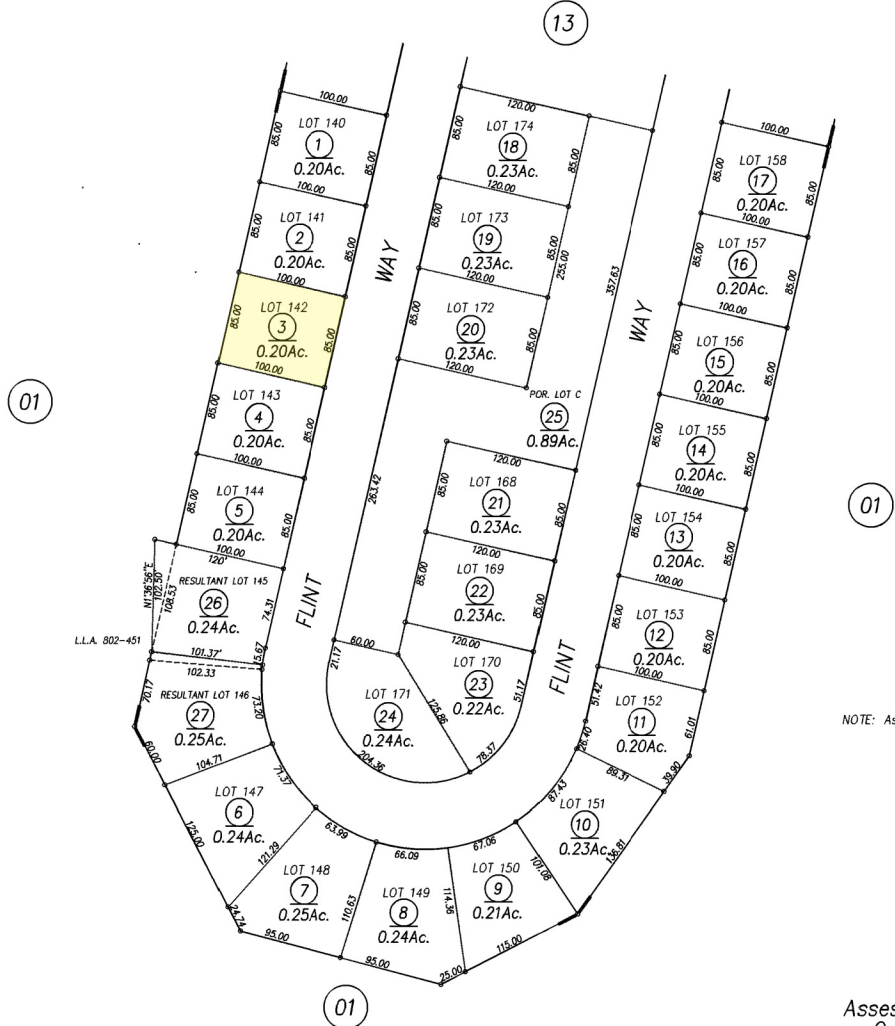 13
100.00
85.00
LOT 140
1
0.20Ac.
85.00
100.00
85.00
LOT 141
2
0.20Ac.
85.00
100.00
85.00
LOT 142
3
0.20Ac.
85.00
100.00
85.00
LOT 143
4
0.20Ac.
85.00
100.00
85.00
LOT 144
5
0.20Ac.
85.00
100.00
120'
N1°36'56"E
102.50'
108.53
RESULTANT LOT 145
26
0.24Ac.
74.31
L.L.A. 802-451
101.37'
15.67
102.33
70.17
RESULTANT LOT 146
27
0.25Ac.
73.20
60.00
104.71
71.37
LOT 147
6
0.24Ac.
125.00
121.29
63.99
24.74
LOT 148
7
0.25Ac.
95.00
110.63
66.09
LOT 149
8
0.24Ac.
95.00
114.36
25.00
67.06
LOT 150
9
0.21Ac.
115.00
101.08
87.43
LOT 151
10
0.23Ac.
136.81
89.31
39.90
26.40
51.42
LOT 152
11
0.20Ac.
61.01
100.00
85.00
LOT 153
12
0.20Ac.
85.00
100.00
85.00
LOT 154
13
0.20Ac.
85.00
100.00
85.00
LOT 155
14
0.20Ac.
85.00
100.00
85.00
LOT 156
15
0.20Ac.
85.00
100.00
85.00
LOT 157
16
0.20Ac.
85.00
100.00
85.00
LOT 158
17
0.20Ac.
85.00
100.00
120.00
85.00
LOT 174
18
0.23Ac.
120.00
85.00
LOT 173
19
0.23Ac.
255.00
120.00
85.00
LOT 172
20
0.23Ac.
120.00
357.63
POR. LOT C
25
0.89Ac.
263.42
120.00
85.00
LOT 168
21
0.23Ac.
85.00
120.00
85.00
LOT 169
22
0.23Ac.
85.00
120.00
LOT 170
23
0.22Ac.
51.17
60.00
21.17
125.86
LOT 171
24
0.24Ac.
204.36
78.37
WAY
FLINT
WAY
FLINT
01
01
01
NOTE: As
Asses